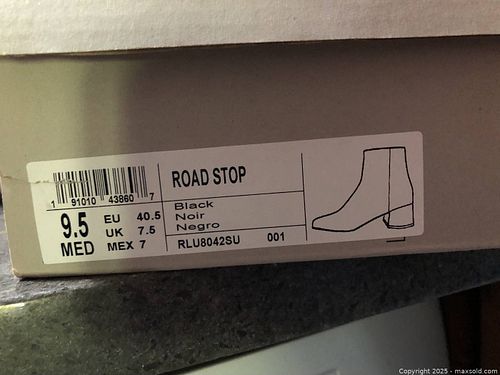 ROAD STOP
1 91010 43860 7
9.5 EU 40.5
UK 7.5
MED MEX 7
Black
Noir
Negro
RLU8042SU 001
Copyright 2025 - maxsold.com